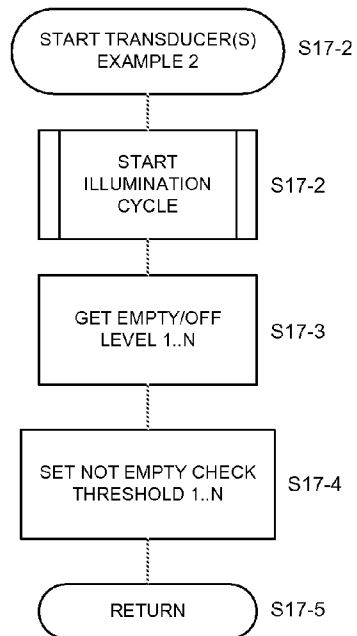 START TRANSDUCER(S)
EXAMPLE 2
S17-2
START
ILLUMINATION
CYCLE
S17-2
GET EMPTY/OFF
LEVEL 1..N
S17-3
SET NOT EMPTY CHECK
THRESHOLD 1..N
S17-4
RETURN
S17-5